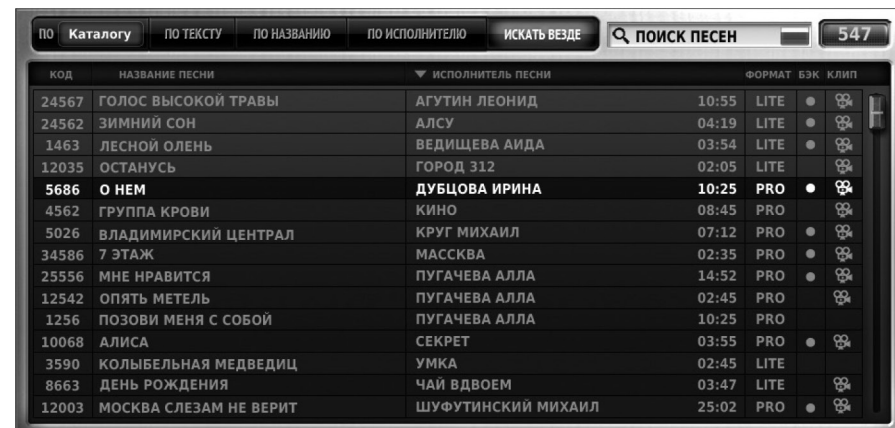 ПО Каталогу ПО ТЕКСТУ ПО НАЗВАНИЮ ПО ИСПОЛНИТЕЛЮ ИСКАТЬ ВЕЗДЕ ПОИСК ПЕСЕН 547
КОД НАЗВАНИЕ ПЕСНИ ИСПОЛНИТЕЛЬ ПЕСНИ ФОРМАТ БЭК КЛИП
24567 ГОЛОС ВЫСОКОЙ ТРАВЫ АГУТИН ЛЕОНИД 10:55 LITE
24562 ЗИМНИЙ СОН АЛСУ 04:19 LITE
1463 ЛЕСНОЙ ОЛЕНЬ ВЕДИЩЕВА АИДА 03:54 LITE
12035 ОСТАНУСЬ ГОРОД 312 02:05 LITE
5686 О НЕМ ДУБЦОВА ИРИНА 10:25 PRO
4562 ГРУППА КРОВИ КИНО 08:45 PRO
5026 ВЛАДИМИРСКИЙ ЦЕНТРАЛ КРУГ МИХАИЛ 07:12 PRO
34586 7 ЭТАЖ МАССКВА 02:35 PRO
25556 МНЕ НРАВИТСЯ ПУГАЧЕВА АЛЛА 14:52 PRO
12542 ОПЯТЬ МЕТЕЛЬ ПУГАЧЕВА АЛЛА 02:45 PRO
1256 ПОЗОВИ МЕНЯ С СОБОЙ ПУГАЧЕВА АЛЛА 10:25 PRO
10068 АЛИСА СЕКРЕТ 03:55 PRO
3590 КОЛЫБЕЛЬНАЯ МЕДВЕДИЦ УМКА 02:45 LITE
8663 ДЕНЬ РОЖДЕНИЯ ЧАЙ ВДВОЕМ 03:47 LITE
12003 МОСКВА СЛЕЗАМ НЕ ВЕРИТ ШУФУТИНСКИЙ МИХАИЛ 25:02 PRO